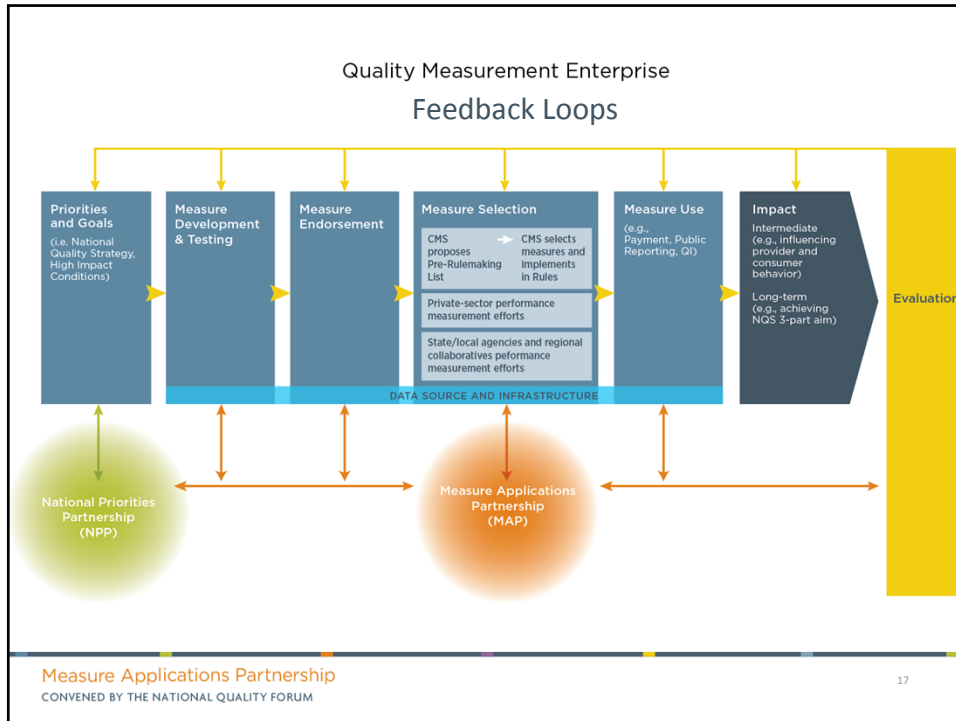 Quality Measurement Enterprise
Feedback Loops
Priorities
and Goals
(i.e. National
Quality Strategy,
High Impact
Conditions)
Measure
Development
& Testing
Measure
Endorsement
Measure Selection
CMS
proposes
Pre-Rulemaking
List
CMS selects
measures and
implements
in Rules
Private-sector performance
measurement efforts
State/local agencies and regional
collaboratives peformance
measurement efforts
Measure Use
(e.g.,
Payment, Public
Reporting, QI)
Impact
Intermediate
(e.g., influencing
provider and
consumer
behavior)
Long-term
(e.g., achieving
NQS 3-part aim)
Evaluation
DATA SOURCE AND INFRASTRUCTURE
National Priorities
Partnership
(NPP)
Measure Applications
Partnership
(MAP)
Measure Applications Partnership
CONVENED BY THE NATIONAL QUALITY FORUM
17